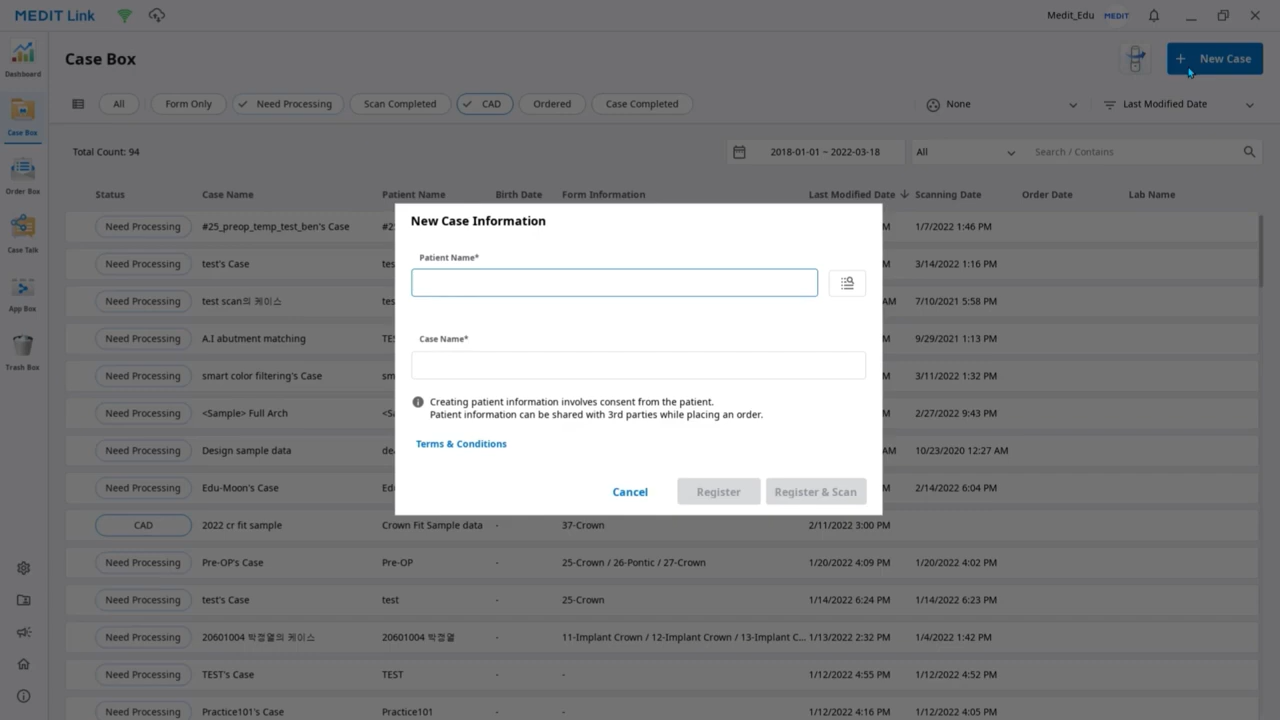 MEDIT Link
Medit_Edu MEDIT
Dashboard
Case Box
Order Box
Case Talk
App Box
Trash Box
Case Box
New Case
All Form Only Need Processing Scan Completed CAD Ordered Case Completed None Last Modified Date
Total Count: 94 2018-01-01 ~ 2022-03-18 All Search / Contains
Status Case Name Patient Name Birth Date Form Information Last Modified Date Scanning Date Order Date Lab Name
Need Processing #25_preop_temp_test_ben's Case #2 M 1/7/2022 1:46 PM
Need Processing test's Case tes M 3/14/2022 1:16 PM
Need Processing test scan의 케이스 tes AM 7/10/2021 5:58 PM
Need Processing A.I abutment matching TE M 9/29/2021 1:13 PM
Need Processing smart color filtering's Case sm M 3/11/2022 1:32 PM
Need Processing <Sample> Full Arch <S M 2/27/2022 9:43 PM
Need Processing Design sample data de AM 10/23/2020 12:27 AM
Need Processing Edu-Moon's Case Ed M 2/14/2022 6:04 PM
CAD 2022 cr fit sample Crown Fit Sample data - 37-Crown 2/11/2022 3:00 PM
Need Processing Pre-OP's Case Pre-OP - 25-Crown / 26-Pontic / 27-Crown 1/20/2022 4:09 PM 1/20/2022 4:02 PM
Need Processing test's Case test - 25-Crown 1/14/2022 6:24 PM 1/14/2022 6:23 PM
Need Processing 20601004 박정열의 케이스 20601004 박정열 - 11-Implant Crown / 12-Implant Crown / 13-Implant C... 1/13/2022 2:32 PM 1/4/2022 1:42 PM
Need Processing TEST's Case TEST - - 1/12/2022 4:55 PM 1/12/2022 4:52 PM
Need Processing Practice101's Case Practice101 - - 1/12/2022 4:16 PM 1/12/2022 4:05 PM
New Case Information
Patient Name*
Case Name*
Creating patient information involves consent from the patient.
Patient information can be shared with 3rd parties while placing an order.
Terms & Conditions
Cancel Register Register & Scan